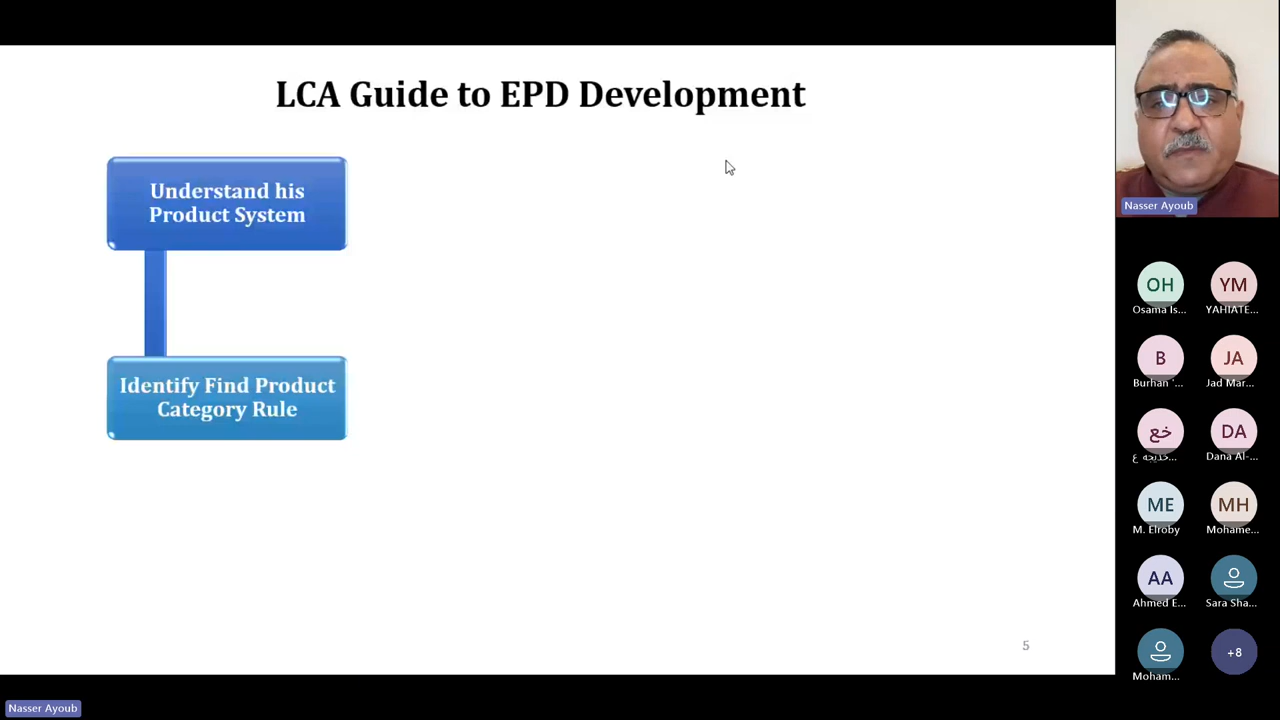 LCA Guide to EPD Development
Understand his
Product System
Identify Find Product
Category Rule
5
Nasser Ayoub
OH
Osama Is...
YM
YAHIATE...
B
Burhan '...
JA
Jad Mar...
خع
خديجه ع...
DA
Dana Al-...
ME
M. Elroby
MH
Mohame...
AA
Ahmed E...
Sara Sha...
Moham...
+8
Nasser Ayoub